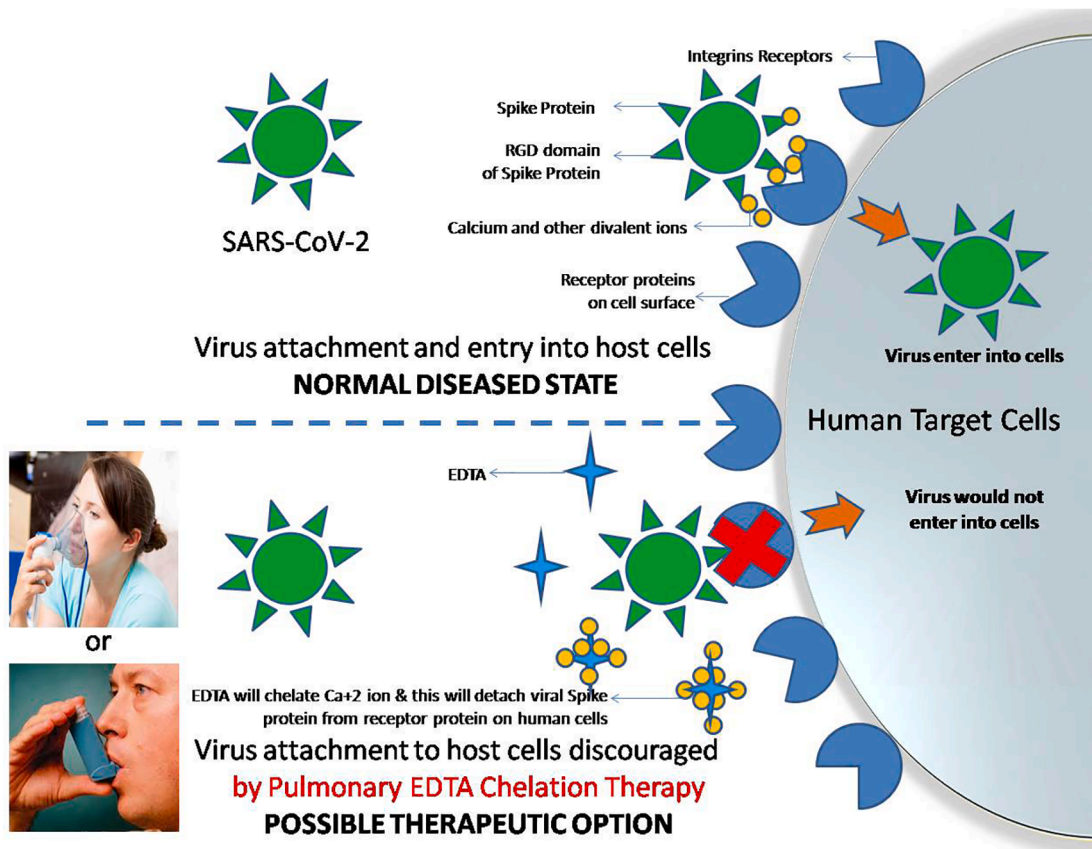 Integrins Receptors
Spike Protein
RGD domain
of Spike Protein
SARS-CoV-2
Calcium and other divalent ions
Receptor proteins
on cell surface
Virus attachment and entry into host cells
NORMAL DISEASED STATE
Virus enter into cells
Human Target Cells
EDTA
Virus would not
enter into cells
or
EDTA will chelate Ca+2 ion & this will detach viral Spike
protein from receptor protein on human cells
Virus attachment to host cells discouraged
by Pulmonary EDTA Chelation Therapy
POSSIBLE THERAPEUTIC OPTION